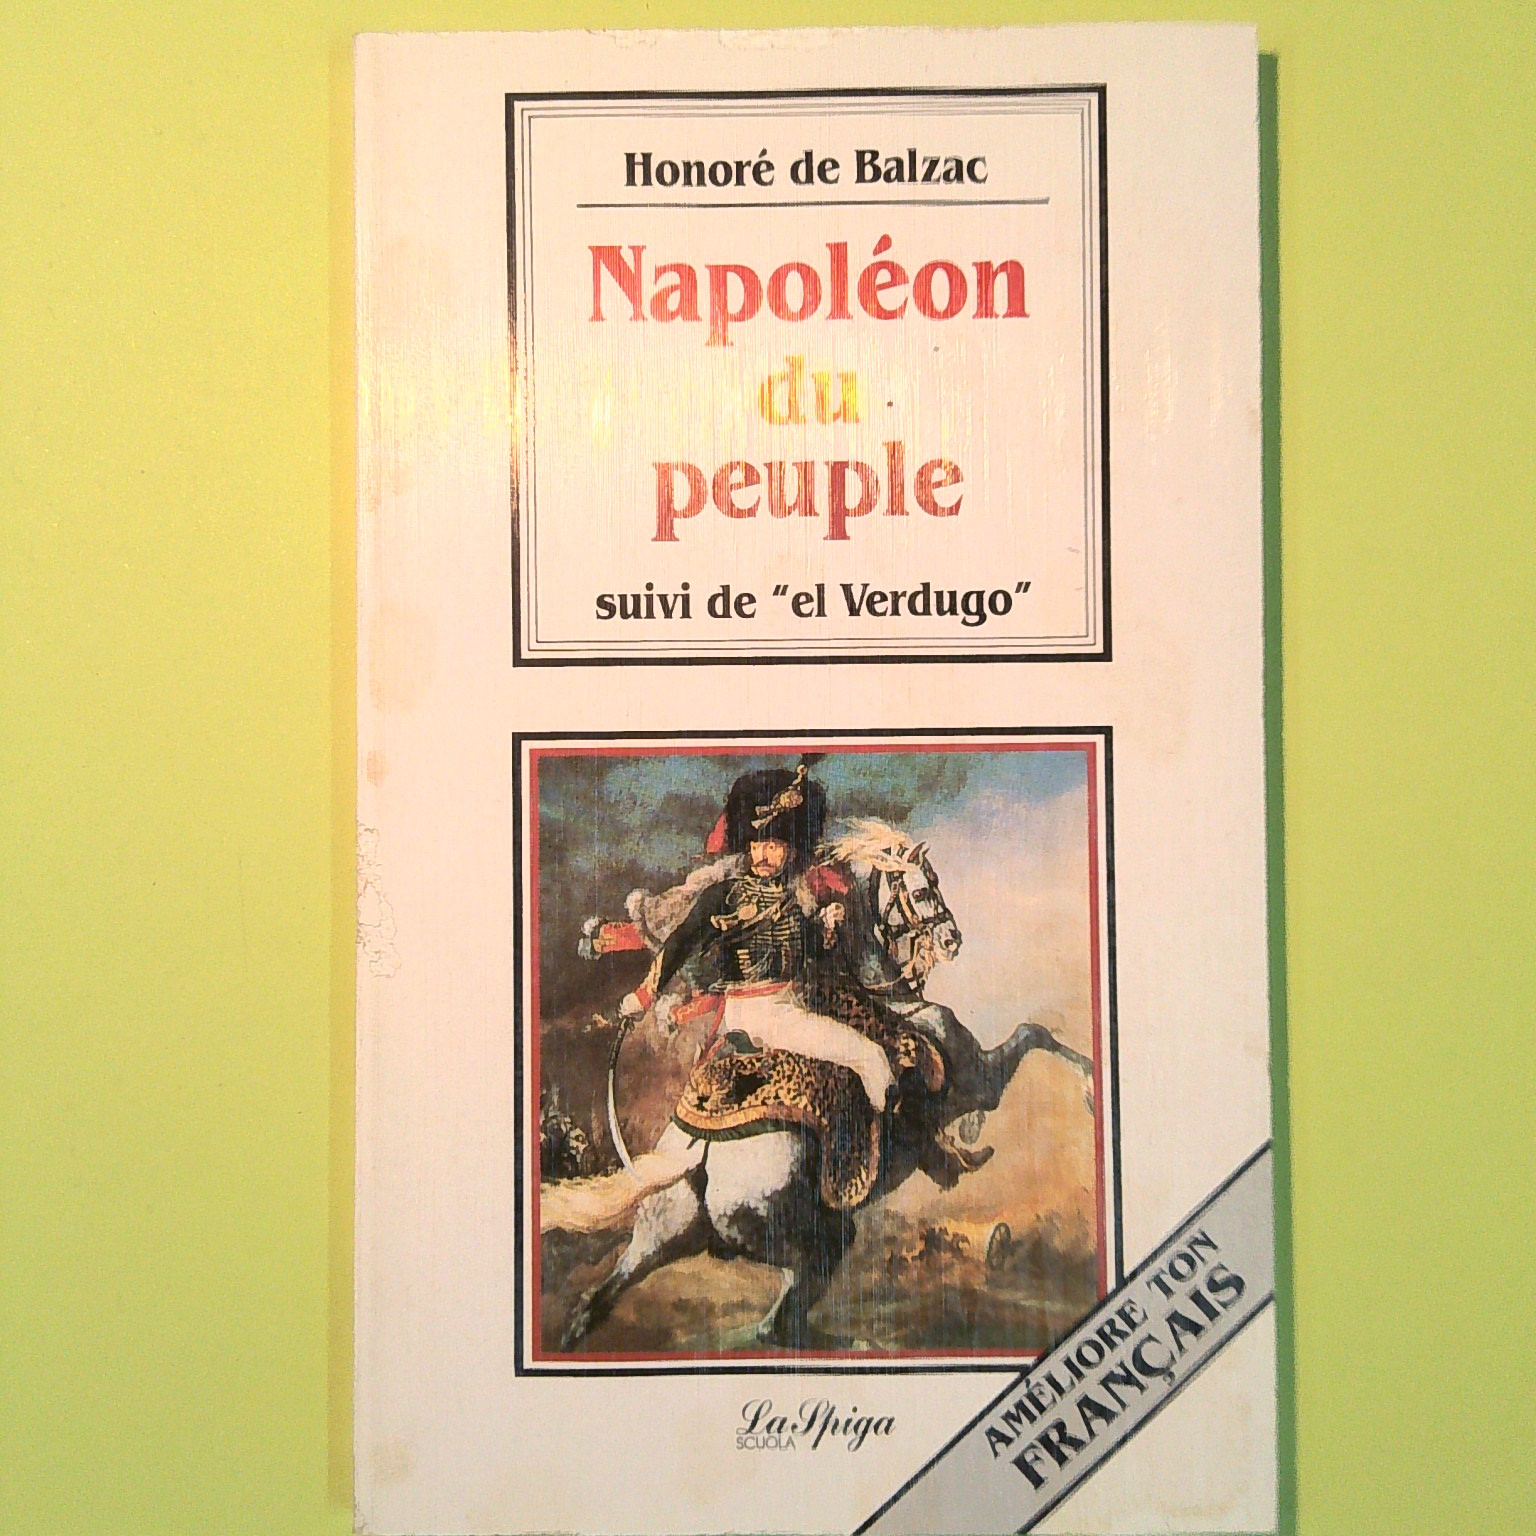 Honoré de Balzac
Napoléon
du
peuple
suivi de "el Verdugo"
La Spiga
SCUOLA
AMÉLIORE TON
FRANÇAIS